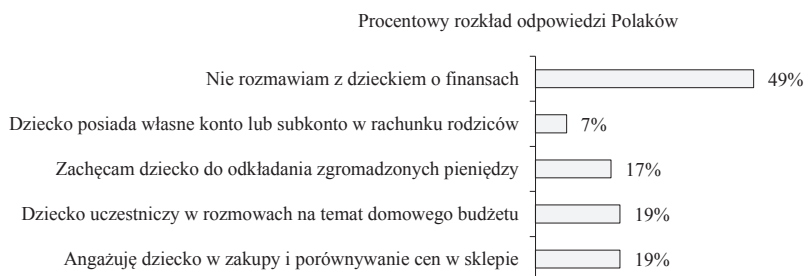 Procentowy rozkład odpowiedzi Polaków
Nie rozmawiam z dzieckiem o finansach 49%
Dziecko posiada własne konto lub subkonto w rachunku rodziców 7%
Zachęcam dziecko do odkładania zgromadzonych pieniędzy 17%
Dziecko uczestniczy w rozmowach na temat domowego budżetu 19%
Angażuję dziecko w zakupy i porównywanie cen w sklepie 19%